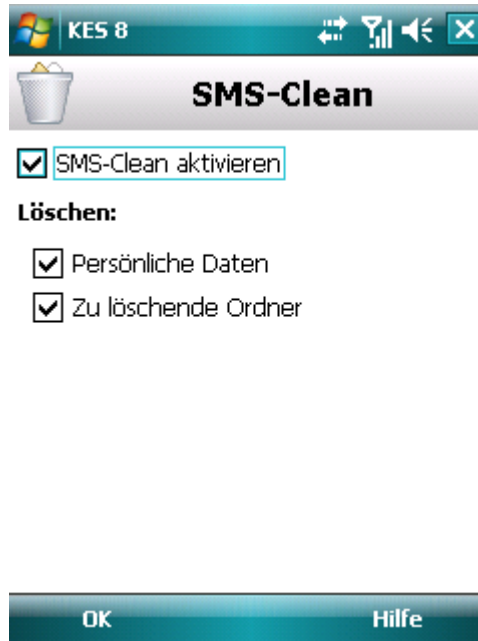 KES 8
SMS-Clean
SMS-Clean aktivieren
Löschen:
Persönliche Daten
Zu löschende Ordner
OK Hilfe